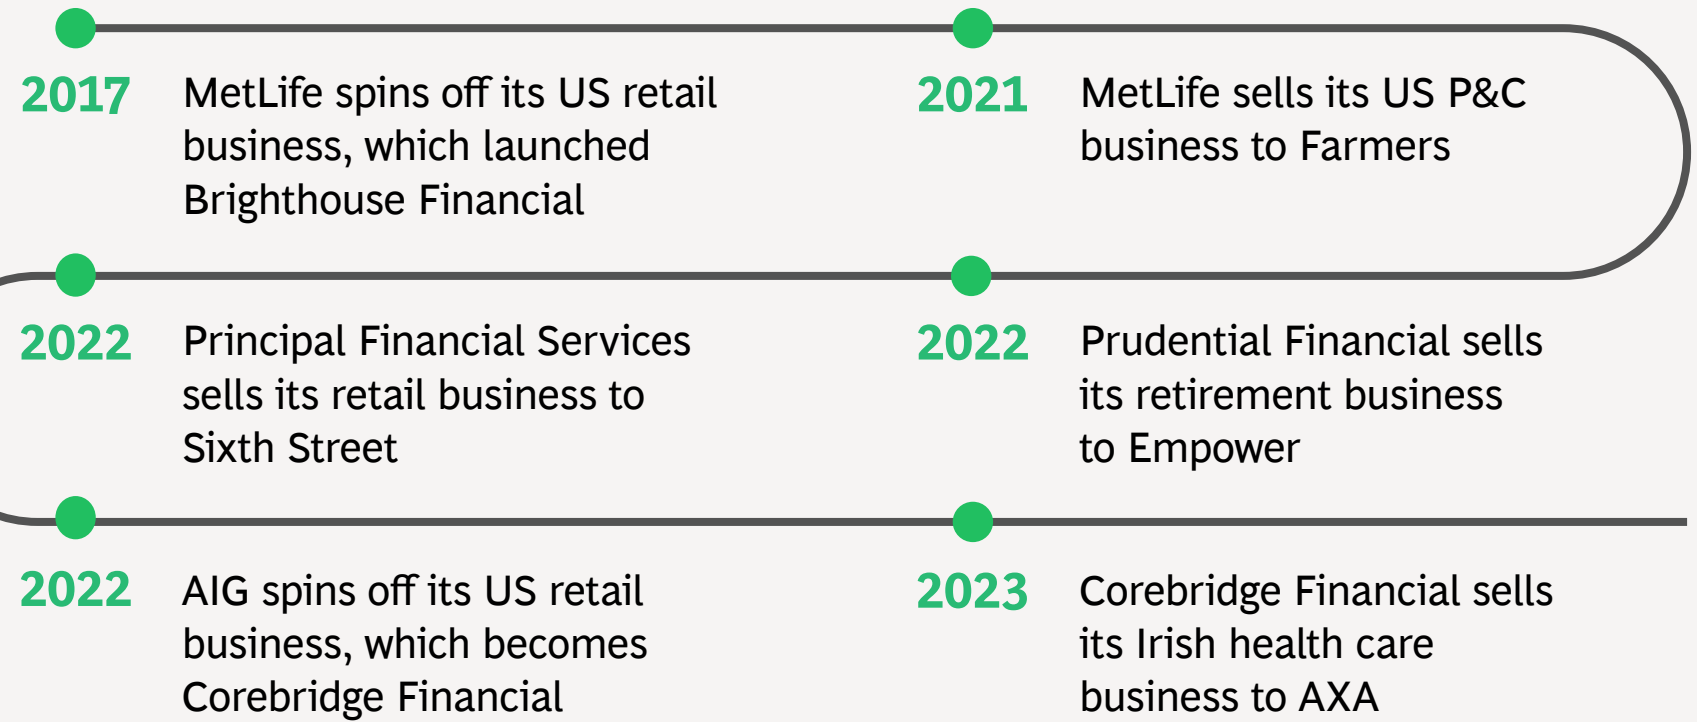 2017
MetLife spins off its US retail
business, which launched
Brighthouse Financial
2021
MetLife sells its US P&C
business to Farmers
2022
Principal Financial Services
sells its retail business to
Sixth Street
2022
Prudential Financial sells
its retirement business
to Empower
2022
AIG spins off its US retail
business, which becomes
Corebridge Financial
2023
Corebridge Financial sells
its Irish health care
business to AXA